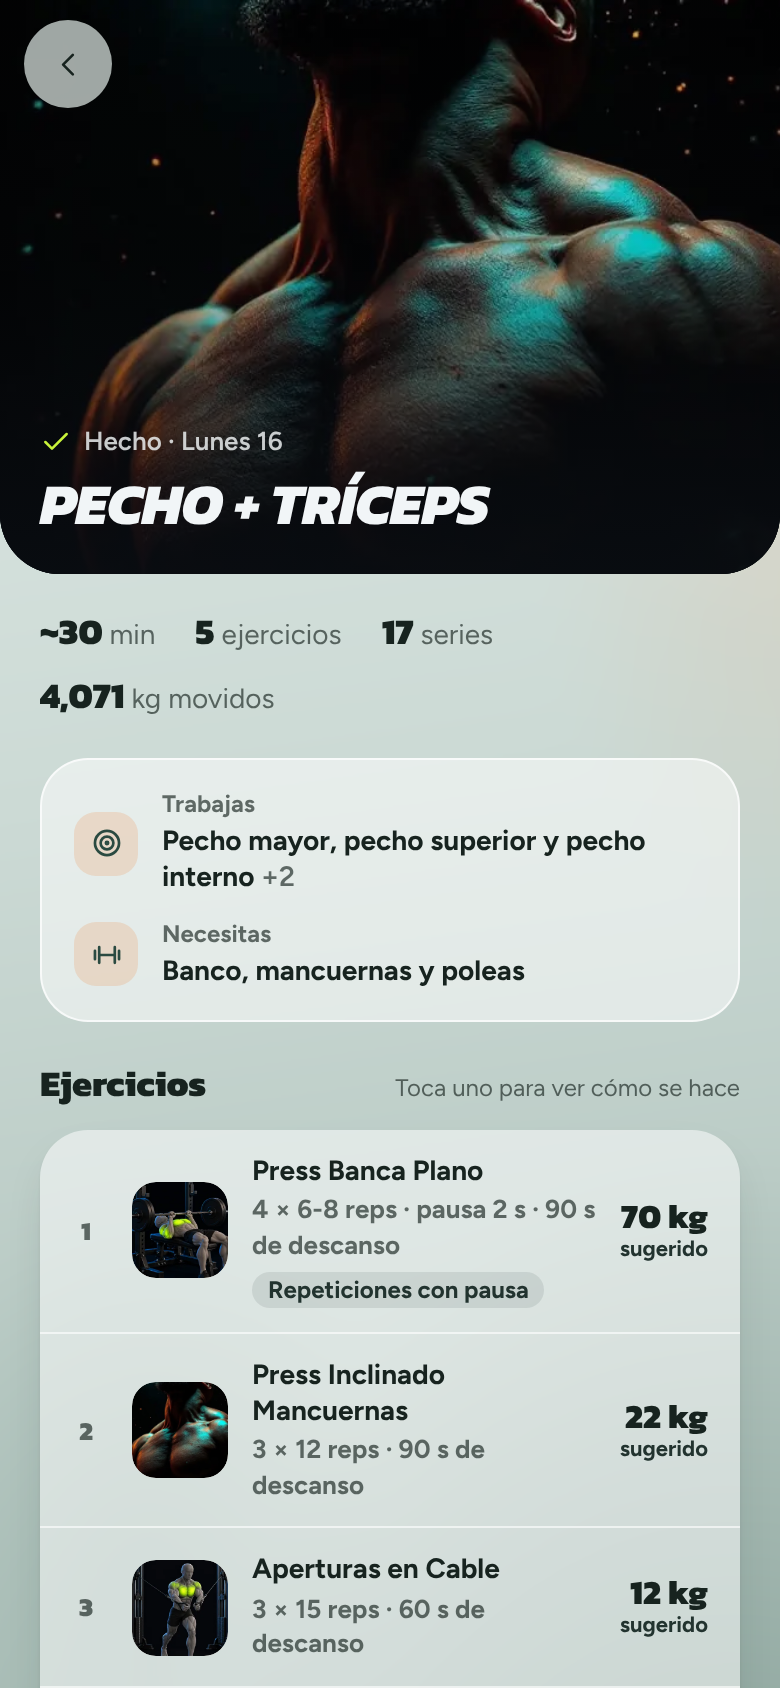 Hecho · Lunes 16
PECHO + TRÍCEPS
~30 min 5 ejercicios 17 series
4,071 kg movidos
Trabajas
Pecho mayor, pecho superior y pecho
interno +2
Necesitas
Banco, mancuernas y poleas
Ejercicios
Toca uno para ver cómo se hace
1
Press Banca Plano
4 × 6-8 reps · pausa 2 s · 90 s
de descanso
Repeticiones con pausa
70 kg
sugerido
2
Press Inclinado
Mancuernas
3 × 12 reps · 90 s de
descanso
22 kg
sugerido
3
Aperturas en Cable
3 × 15 reps · 60 s de
descanso
12 kg
sugerido